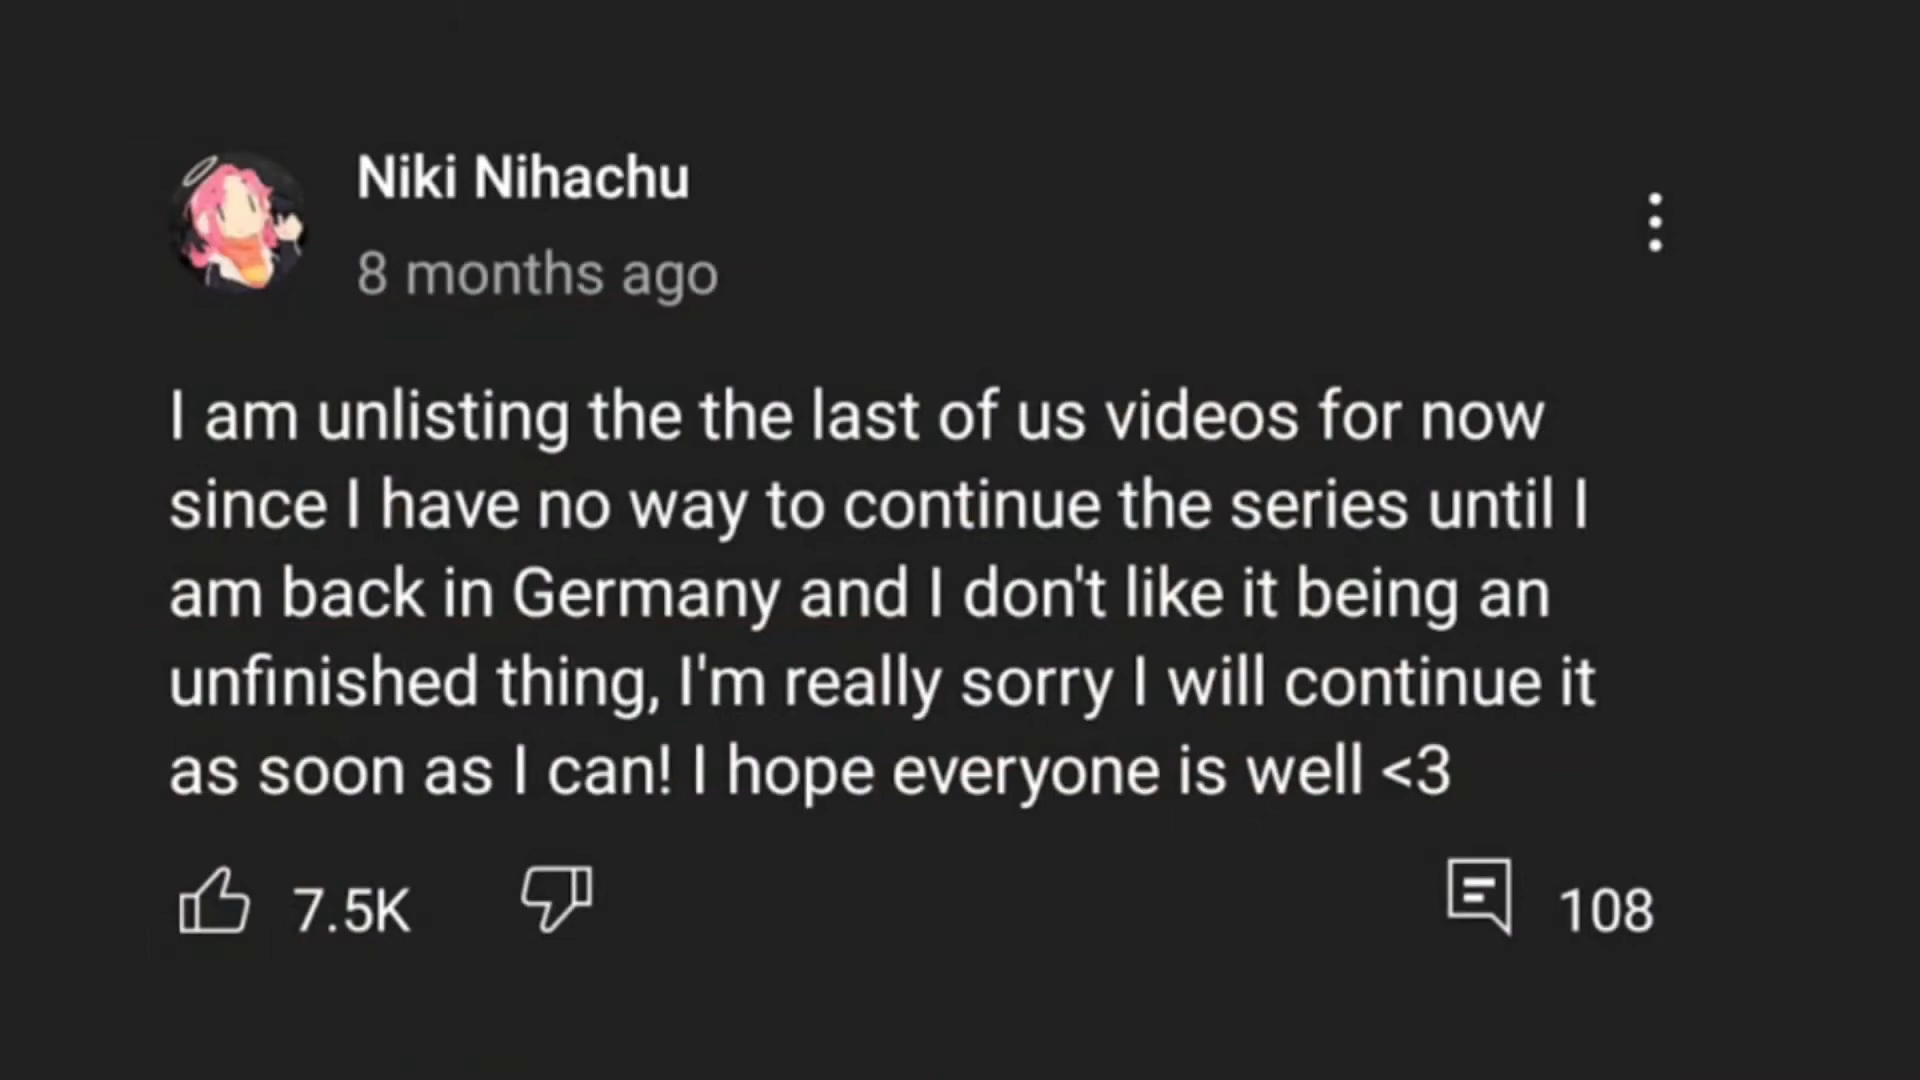 Niki Nihachu
8 months ago
I am unlisting the the last of us videos for now
since I have no way to continue the series until I
am back in Germany and I don't like it being an
unfinished thing, I'm really sorry I will continue it
as soon as I can! I hope everyone is well <3
7.5K
108